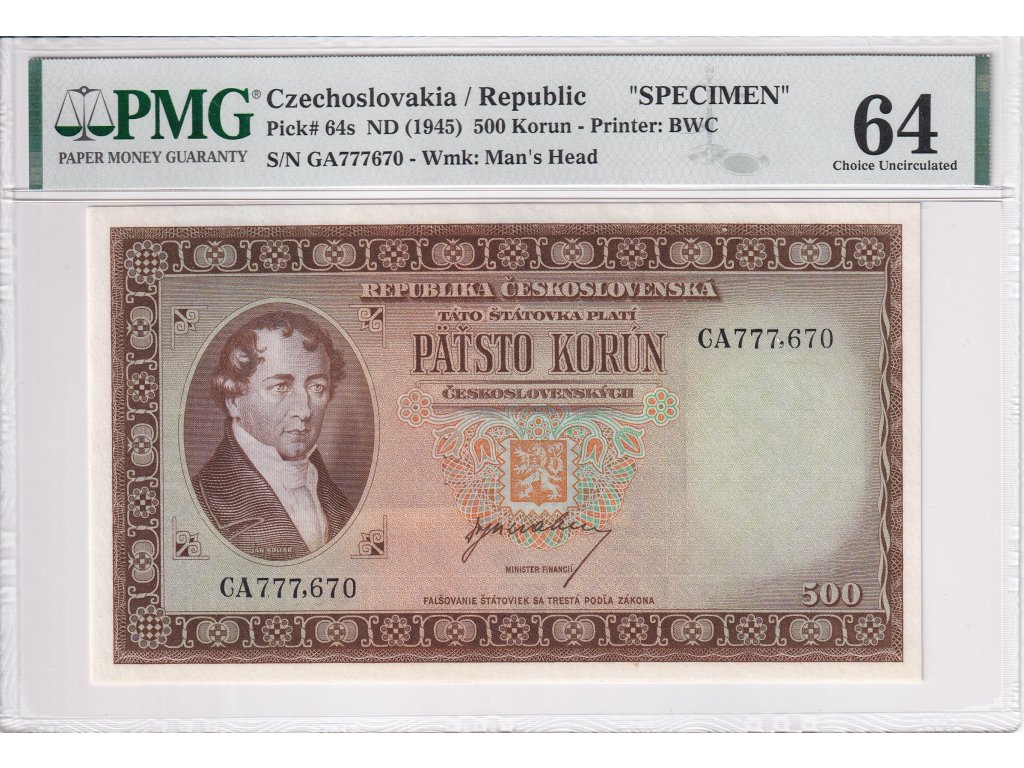 PMG®
PAPER MONEY GUARANTY
Czechoslovakia / Republic "SPECIMEN"
Pick# 64s ND (1945) 500 Korun - Printer: BWC
S/N GA777670 - Wmk: Man's Head
64
Choice Uncirculated
REPUBLIKA ČESKOSLOVENSKÁ
TÁTO ŠTÁTOVKA PLATÍ
PÄŤSTO KORÚN
ČESKOSLOVENSKÝCH
CA777,670
JÁN KOLLÁR
MINISTER FINANCIÍ
CA777,670
FALŠOVANIE ŠTÁTOVIEK SA TRESTÁ PODĽA ZÁKONA
500